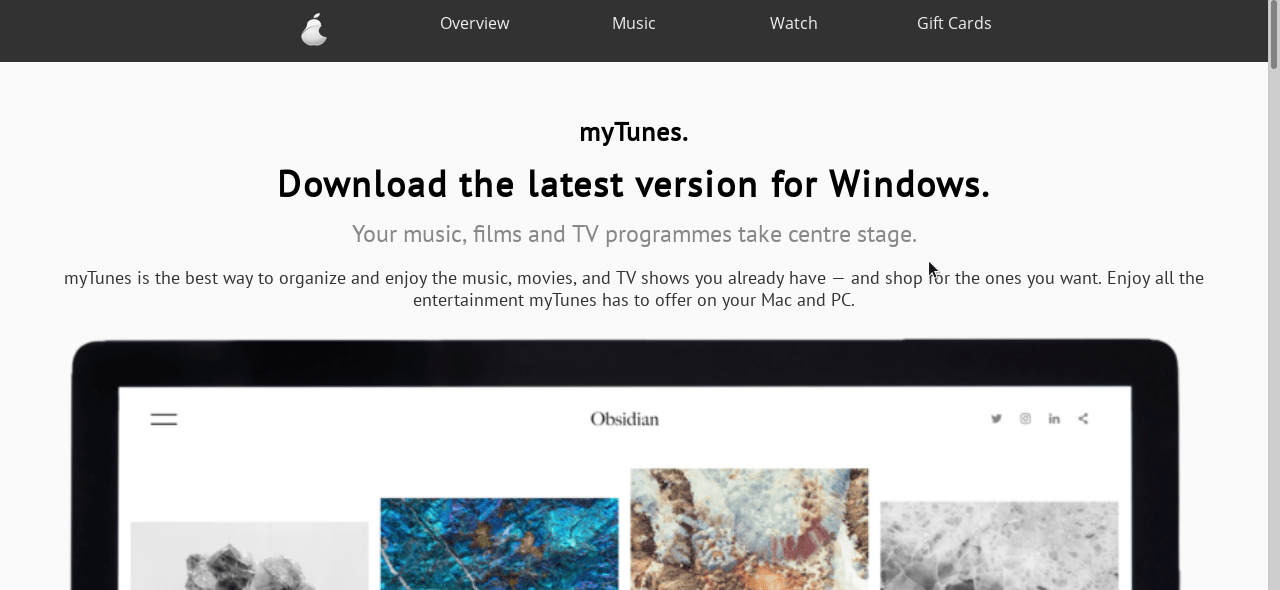 Overview Music Watch Gift Cards
myTunes.
Download the latest version for Windows.
Your music, films and TV programmes take centre stage.
myTunes is the best way to organize and enjoy the music, movies, and TV shows you already have — and shop for the ones you want. Enjoy all the
entertainment myTunes has to offer on your Mac and PC.
Obsidian